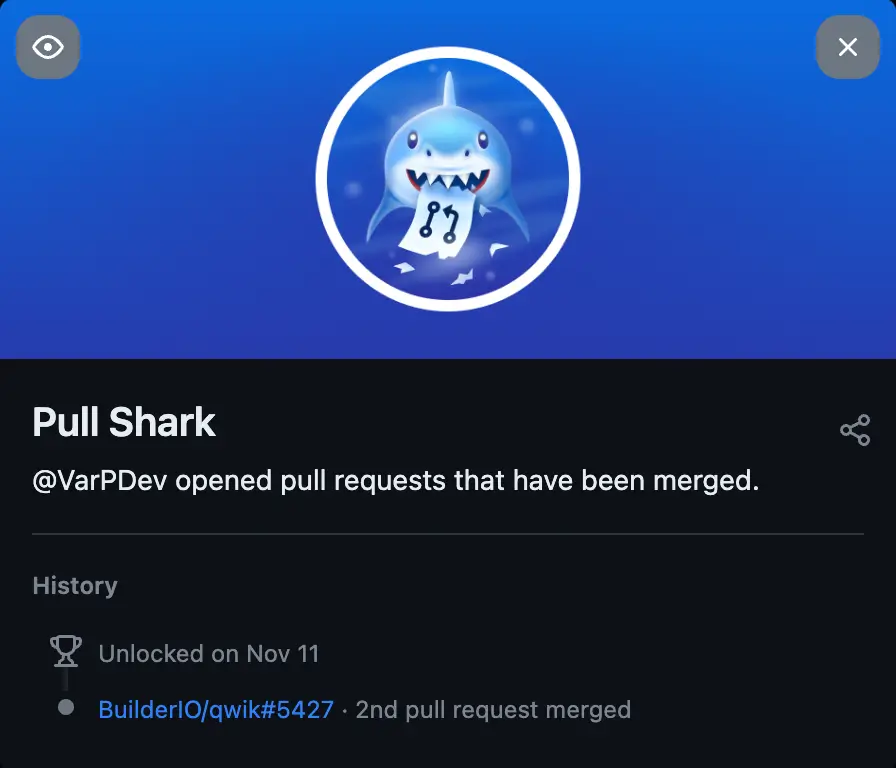 Pull Shark
@VarPDev opened pull requests that have been merged.
History
Unlocked on Nov 11
BuilderIO/qwik#5427 · 2nd pull request merged